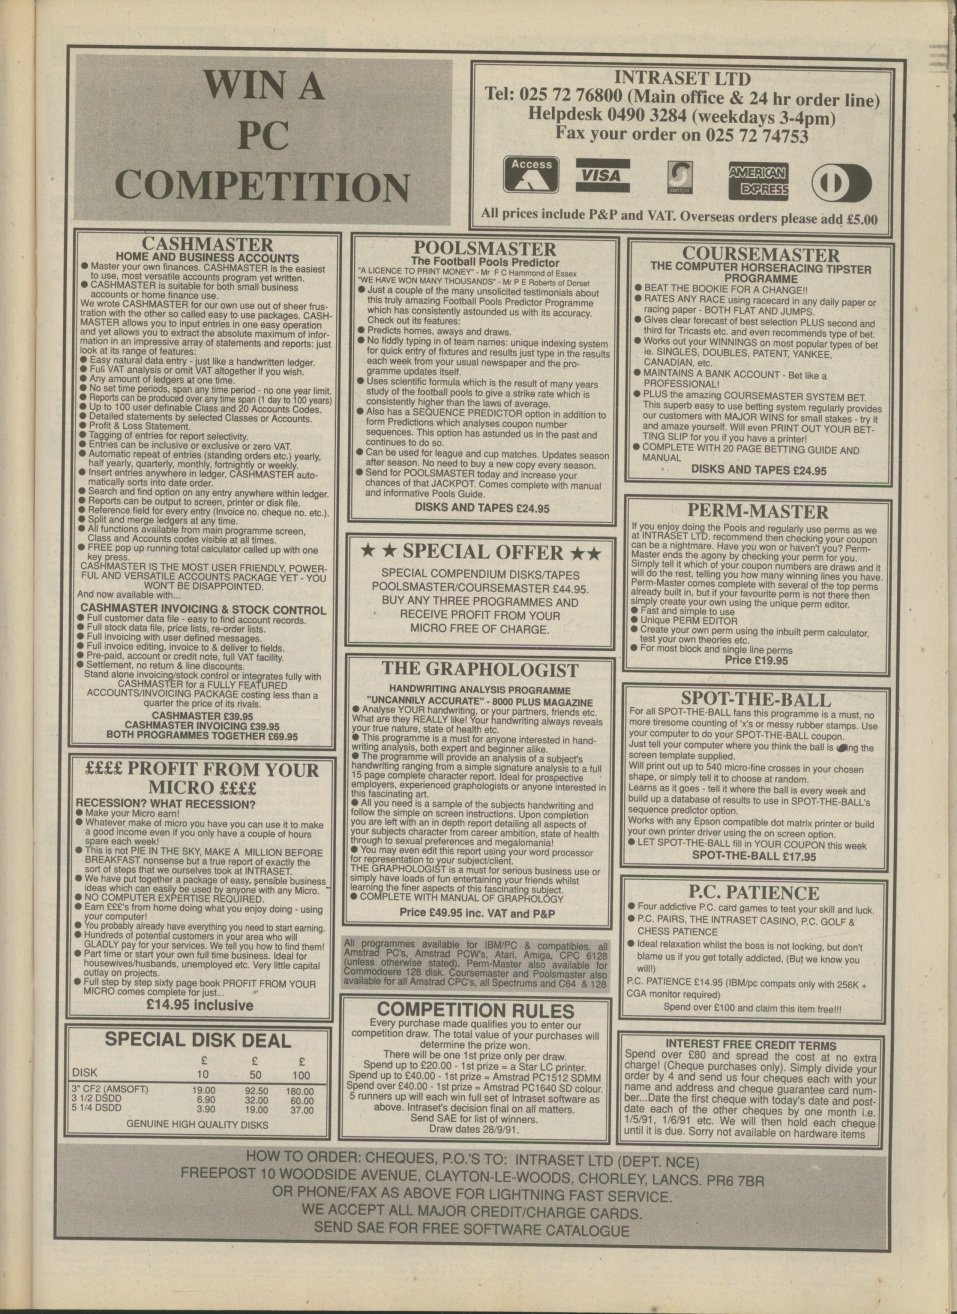 WIN A
PC
COMPETITION
INTRASET LTD
Tel: 025 72 76800 (Main office & 24 hr order line)
Helpdesk 0490 3284 (weekdays 3-4pm)
Fax your order on 025 72 74753
Access
VISA
SWITCH
AMERICAN
EXPRESS
All prices include P&P and VAT. Overseas orders please add £5.00
CASHMASTER
HOME AND BUSINESS ACCOUNTS
● Master your own finances. CASHMASTER is the easiest
to use, most versatile accounts program yet written.
● CASHMASTER is suitable for both small business
accounts or home finance use.
We wrote CASHMASTER for our own use out of sheer frus-
tration with the other so called easy to use packages. CASH-
MASTER allows you to input entries in one easy operation
and yet allows you to extract the absolute maximum of infor-
mation in an impressive array of statements and reports: just
look at its range of features:
● Easy natural data entry - just like a handwritten ledger.
● Full VAT analysis or omit VAT altogether if you wish.
● Any amount of ledgers at one time.
● No set time periods, span any time period - no one year limit.
● Reports can be produced over any time span (1 day to 100 years)
● Up to 100 user definable Class and 20 Accounts Codes.
● Detailed statements by selected Classes or Accounts.
● Profit & Loss Statement.
● Tagging of entries for report selectivity.
● Entries can be inclusive or exclusive or zero VAT.
● Automatic repeat of entries (standing orders etc.) yearly,
half yearly, quarterly, monthly, fortnightly or weekly.
● Insert entries anywhere in ledger, CASHMASTER auto-
matically sorts into date order.
● Search and find option on any entry anywhere within ledger.
● Reports can be output to screen, printer or disk file.
● Reference field for every entry (Invoice no. cheque no. etc.).
● Split and merge ledgers at any time.
● All functions available from main programme screen,
Class and Accounts codes visible at all times.
● FREE pop up running total calculator called up with one
key press.
CASHMASTER IS THE MOST USER FRIENDLY, POWER-
FUL AND VERSATILE ACCOUNTS PACKAGE YET - YOU
WON'T BE DISAPPOINTED.
And now available with...
CASHMASTER INVOICING & STOCK CONTROL
● Full customer data file - easy to find account records.
● Full stock data file, price lists, re-order lists.
● Full invoicing with user defined messages.
● Full invoice editing, invoice to & deliver to fields.
● Pre-paid, account or credit note, full VAT facility.
● Settlement, no return & line discounts.
Stand alone invoicing/stock control or integrates fully with
CASHMASTER for a FULLY FEATURED
ACCOUNTS/INVOICING PACKAGE costing less than a
quarter the price of its rivals.
CASHMASTER £39.95
CASHMASTER INVOICING £39.95
BOTH PROGRAMMES TOGETHER £69.95
££££ PROFIT FROM YOUR
MICRO ££££
RECESSION? WHAT RECESSION?
● Make your Micro earn!
● Whatever make of micro you have you can use it to make
a good income even if you only have a couple of hours
spare each week!
● This is not PIE IN THE SKY, MAKE A MILLION BEFORE
BREAKFAST nonsense but a true report of exactly the
sort of steps that we ourselves took at INTRASET.
● We have put together a package of easy, sensible business
ideas which can easily be used by anyone with any Micro.
● NO COMPUTER EXPERTISE REQUIRED.
● Earn £££'s from home doing what you enjoy doing - using
your computer!
● You probably already have everything you need to start earning.
● Hundreds of potential customers in your area who will
GLADLY pay for your services. We tell you how to find them!
● Part time or start your own full time business. Ideal for
housewives/husbands, unemployed etc. Very little capital
outlay on projects.
● Full step by step sixty page book PROFIT FROM YOUR
MICRO comes complete for just...
£14.95 inclusive
SPECIAL DISK DEAL
£ £ £
DISK 10 50 100
3" CF2 (AMSOFT) 19.00 92.50 180.00
3 1/2 DSDD 6.90 32.00 60.00
5 1/4 DSDD 3.90 19.00 37.00
GENUINE HIGH QUALITY DISKS
POOLSMASTER
The Football Pools Predictor
"A LICENCE TO PRINT MONEY" - Mr F C Hammond of Essex
"WE HAVE WON MANY THOUSANDS" - Mr P E Roberts of Dorset
● Just a couple of the many unsolicited testimonials about
this truly amazing Football Pools Predictor Programme
which has consistently astounded us with its accuracy.
Check out its features:
● Predicts homes, aways and draws.
● No fiddly typing in of team names: unique indexing system
for quick entry of fixtures and results just type in the results
each week from your usual newspaper and the pro-
gramme updates itself.
● Uses scientific formula which is the result of many years
study of the football pools to give a strike rate which is
consistently higher than the laws of average.
● Also has a SEQUENCE PREDICTOR option in addition to
form Predictions which analyses coupon number
sequences. This option has astunded us in the past and
continues to do so.
● Can be used for league and cup matches. Updates season
after season. No need to buy a new copy every season.
● Send for POOLSMASTER today and increase your
chances of that JACKPOT. Comes complete with manual
and informative Pools Guide.
DISKS AND TAPES £24.95
★ ★ SPECIAL OFFER ★★
SPECIAL COMPENDIUM DISKS/TAPES
POOLSMASTER/COURSEMASTER £44.95.
BUY ANY THREE PROGRAMMES AND
RECEIVE PROFIT FROM YOUR
MICRO FREE OF CHARGE.
THE GRAPHOLOGIST
HANDWRITING ANALYSIS PROGRAMME
"UNCANNILY ACCURATE" - 8000 PLUS MAGAZINE
● Analyse YOUR handwriting, or your partners, friends etc.
What are they REALLY like! Your handwriting always reveals
your true nature, state of health etc.
● This programme is a must for anyone interested in hand-
writing analysis, both expert and beginner alike.
● The programme will provide an analysis of a subject's
handwriting ranging from a simple signature analysis to a full
15 page complete character report. Ideal for prospective
employers, experienced graphologists or anyone interested in
this fascinating art.
● All you need is a sample of the subjects handwriting and
follow the simple on screen instructions. Upon completion
you are left with an in depth report detailing all aspects of
your subjects character from career ambition, state of health
through to sexual preferences and megalomania!
● You may even edit this report using your word processor
for representation to your subject/client.
THE GRAPHOLOGIST is a must for serious business use or
simply have loads of fun entertaining your friends whilst
learning the finer aspects of this fascinating subject.
● COMPLETE WITH MANUAL OF GRAPHOLOGY
Price £49.95 inc. VAT and P&P
All programmes available for IBM/PC & compatibles, all
Amstrad PC's, Amstrad PCW's, Atari, Amiga, CPC 6128
(unless otherwise stated). Perm-Master also available for
Commodoere 128 disk. Coursemaster and Poolsmaster also
available for all Amstrad CPC's, all Spectrums and C64 & 128
COMPETITION RULES
Every purchase made qualifies you to enter our
competition draw. The total value of your purchases will
determine the prize won.
There will be one 1st prize only per draw.
Spend up to £20.00 - 1st prize = a Star LC printer.
Spend up to £40.00 - 1st prize = Amstrad PC1512 SDMM
Spend over £40.00 - 1st prize = Amstrad PC1640 SD colour.
5 runners up will each win full set of Intraset software as
above. Intraset's decision final on all matters.
Send SAE for list of winners.
Draw dates 28/9/91.
COURSEMASTER
THE COMPUTER HORSERACING TIPSTER
PROGRAMME
● BEAT THE BOOKIE FOR A CHANGE!!
● RATES ANY RACE using racecard in any daily paper or
racing paper - BOTH FLAT AND JUMPS.
● Gives clear forecast of best selection PLUS second and
third for Tricasts etc. and even recommends type of bet.
● Works out your WINNINGS on most popular types of bet
ie. SINGLES, DOUBLES, PATENT, YANKEE,
CANADIAN, etc.
● MAINTAINS A BANK ACCOUNT - Bet like a
PROFESSIONAL!
● PLUS the amazing COURSEMASTER SYSTEM BET.
This superb easy to use betting system regularly provides
our customers with MAJOR WINS for small stakes - try it
and amaze yourself. Will even PRINT OUT YOUR BET-
TING SLIP for you if you have a printer!
● COMPLETE WITH 20 PAGE BETTING GUIDE AND
MANUAL
DISKS AND TAPES £24.95
PERM-MASTER
If you enjoy doing the Pools and regularly use perms as we
at INTRASET LTD. recommend then checking your coupon
can be a nightmare. Have you won or haven't you? Perm-
Master ends the agony by checking your perm for you.
Simply tell it which of your coupon numbers are draws and it
will do the rest, telling you how many winning lines you have.
Perm-Master comes complete with several of the top perms
already built in, but if your favourite perm is not there then
simply create your own using the unique perm editor.
● Fast and simple to use
● Unique PERM EDITOR
● Create your own perm using the inbuilt perm calculator,
test your own theories etc.
● For most block and single line perms
Price £19.95
SPOT-THE-BALL
For all SPOT-THE-BALL fans this programme is a must, no
more tiresome counting of 'x's or messy rubber stamps. Use
your computer to do your SPOT-THE-BALL coupon.
Just tell your computer where you think the ball is using the
screen template supplied.
Will print out up to 540 micro-fine crosses in your chosen
shape, or simply tell it to choose at random.
Learns as it goes - tell it where the ball is every week and
build up a database of results to use in SPOT-THE-BALL's
sequence predictor option.
Works with any Epson compatible dot matrix printer or build
your own printer driver using the on screen option.
● LET SPOT-THE-BALL fill in YOUR COUPON this week
SPOT-THE-BALL £17.95
P.C. PATIENCE
● Four addictive P.C. card games to test your skill and luck.
● P.C. PAIRS, THE INTRASET CASINO, P.C. GOLF &
CHESS PATIENCE
● Ideal relaxation whilst the boss is not looking, but don't
blame us if you get totally addicted, (But we know you
will!)
P.C. PATIENCE £14.95 (IBM/pc compats only with 256K +
CGA monitor required)
Spend over £100 and claim this item free!!!
INTEREST FREE CREDIT TERMS
Spend over £80 and spread the cost at no extra
charge! (Cheque purchases only). Simply divide your
order by 4 and send us four cheques each with your
name and address and cheque guarantee card num-
ber...Date the first cheque with today's date and post-
date each of the other cheques by one month i.e.
1/5/91, 1/6/91 etc. We will then hold each cheque
until it is due. Sorry not available on hardware items
HOW TO ORDER: CHEQUES, P.O.'S TO: INTRASET LTD (DEPT. NCE)
FREEPOST 10 WOODSIDE AVENUE, CLAYTON-LE-WOODS, CHORLEY, LANCS. PR6 7BR
OR PHONE/FAX AS ABOVE FOR LIGHTNING FAST SERVICE.
WE ACCEPT ALL MAJOR CREDIT/CHARGE CARDS.
SEND SAE FOR FREE SOFTWARE CATALOGUE